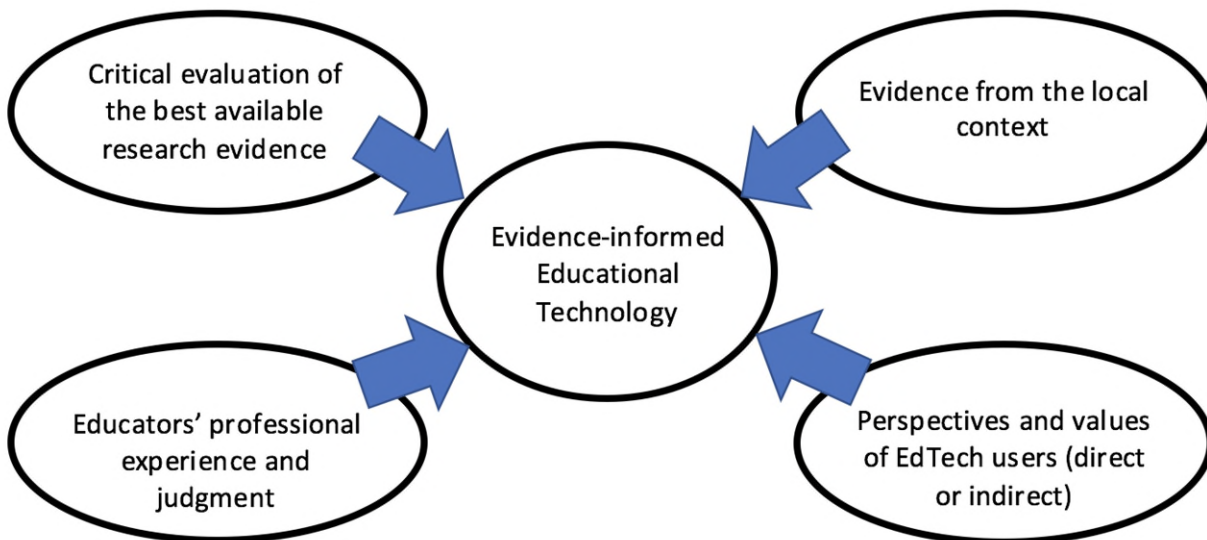 Critical evaluation of
the best available
research evidence
Evidence from the local
context
Evidence-informed
Educational
Technology
Educators’ professional
experience and
judgment
Perspectives and values
of EdTech users (direct
or indirect)